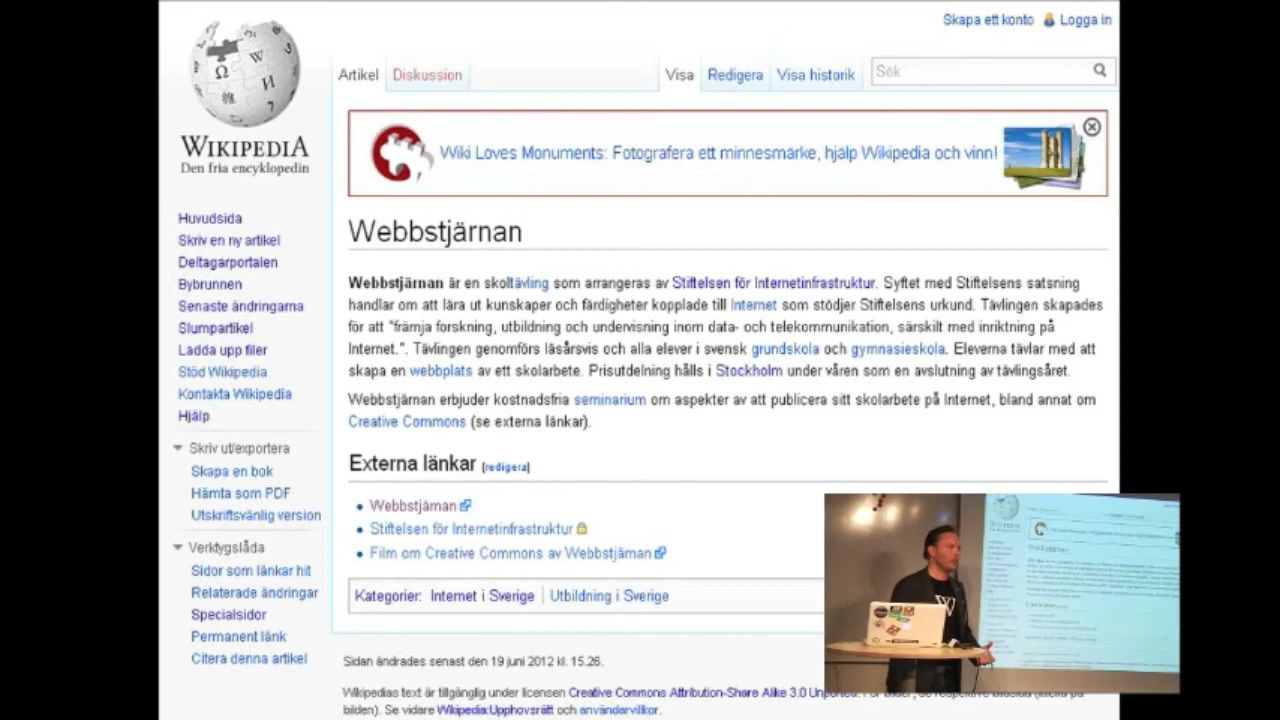 Skapa ett konto Logga in
Artikel Diskussion Visa Redigera Visa historik Sök
WIKIPEDIA
Den fria encyklopedin
Wiki Loves Monuments: Fotografera ett minnesmärke, hjälp Wikipedia och vinn!
Huvudsida
Skriv en ny artikel
Deltagarportalen
Bybrunnen
Senaste ändringarna
Slumpartikel
Ladda upp filer
Stöd Wikipedia
Kontakta Wikipedia
Hjälp
Skriv ut/exportera
Skapa en bok
Hämta som PDF
Utskriftsvänlig version
Verktygslåda
Sidor som länkar hit
Relaterade ändringar
Specialsidor
Permanent länk
Citera denna artikel
Webbstjärnan
Webbstjärnan är en skoltävling som arrangeras av Stiftelsen för Internetinfrastruktur. Syftet med Stiftelsens satsning
handlar om att lära ut kunskaper och färdigheter kopplade till Internet som stödjer Stiftelsens urkund. Tävlingen skapades
för att "främja forskning, utbildning och undervisning inom data- och telekommunikation, särskilt med inriktning på
Internet.". Tävlingen genomförs läsårsvis och alla elever i svensk grundskola och gymnasieskola. Eleverna tävlar med att
skapa en webbplats av ett skolarbete. Prisutdelning hålls i Stockholm under våren som en avslutning av tävlingsåret.
Webbstjärnan erbjuder kostnadsfria seminarium om aspekter av att publicera sitt skolarbete på Internet, bland annat om
Creative Commons (se externa länkar).
Externa länkar [redigera]
Webbstjärnan
Stiftelsen för Internetinfrastruktur
Film om Creative Commons av Webbstjärnan
Kategorier: Internet i Sverige | Utbildning i Sverige
Sidan ändrades senast den 19 juni 2012 kl. 15.26.
Wikipedias text är tillgänglig under licensen Creative Commons Attribution-Share Alike 3.0 Unported.
bilden). Se vidare Wikipedia:Upphovsrätt och användarvillkor.